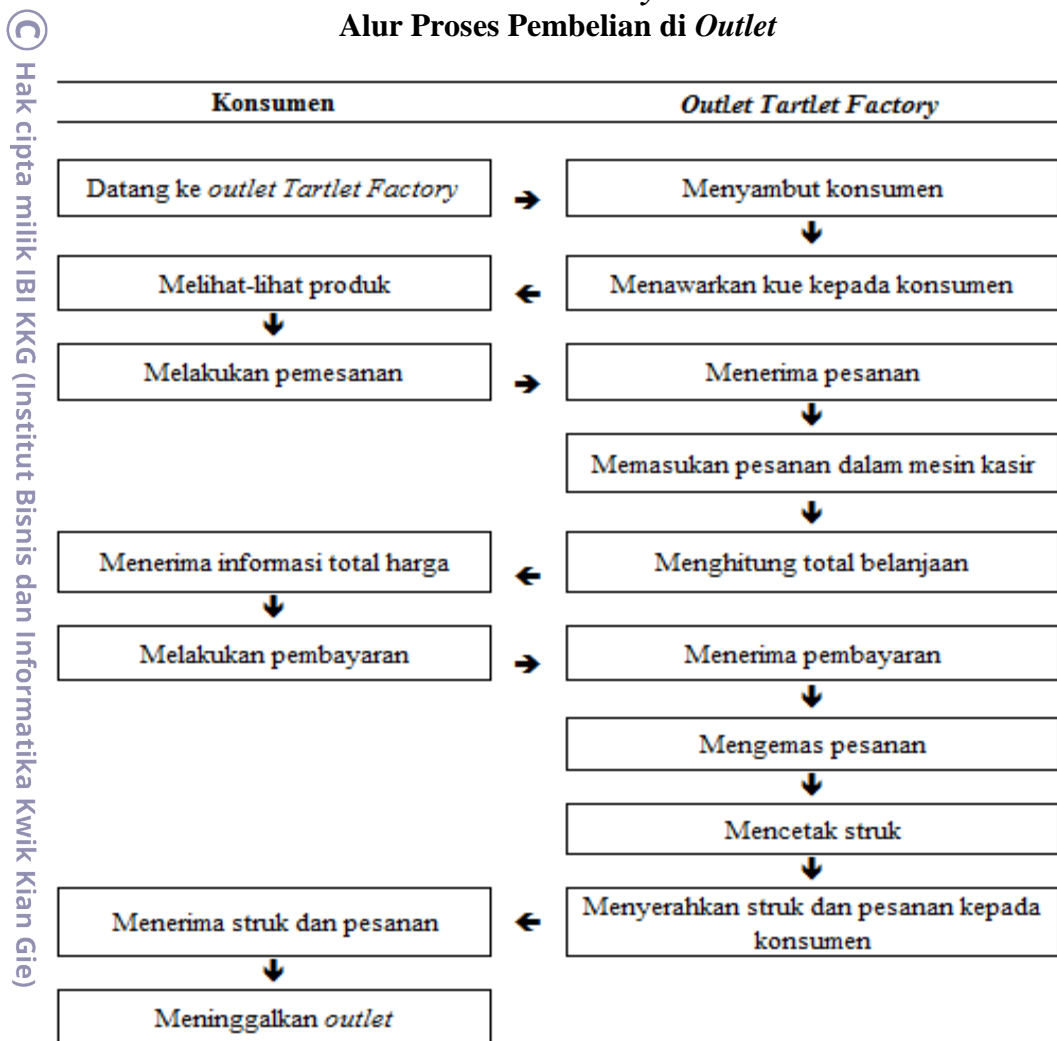 Alur Proses Pembelian di Outlet
Konsumen
Outlet Tartlet Factory
Datang ke outlet Tartlet Factory
Menyambut konsumen
Menawarkan kue kepada konsumen
Melihat-lihat produk
Melakukan pemesanan
Menerima pesanan
Memasukan pesanan dalam mesin kasir
Menghitung total belanjaan
Menerima informasi total harga
Melakukan pembayaran
Menerima pembayaran
Mengemas pesanan
Mencetak struk
Menyerahkan struk dan pesanan kepada
konsumen
Menerima struk dan pesanan
Meninggalkan outlet
© Hak cipta milik IBI KKG (Institut Bisnis dan Informatika Kwik Kian Gie)